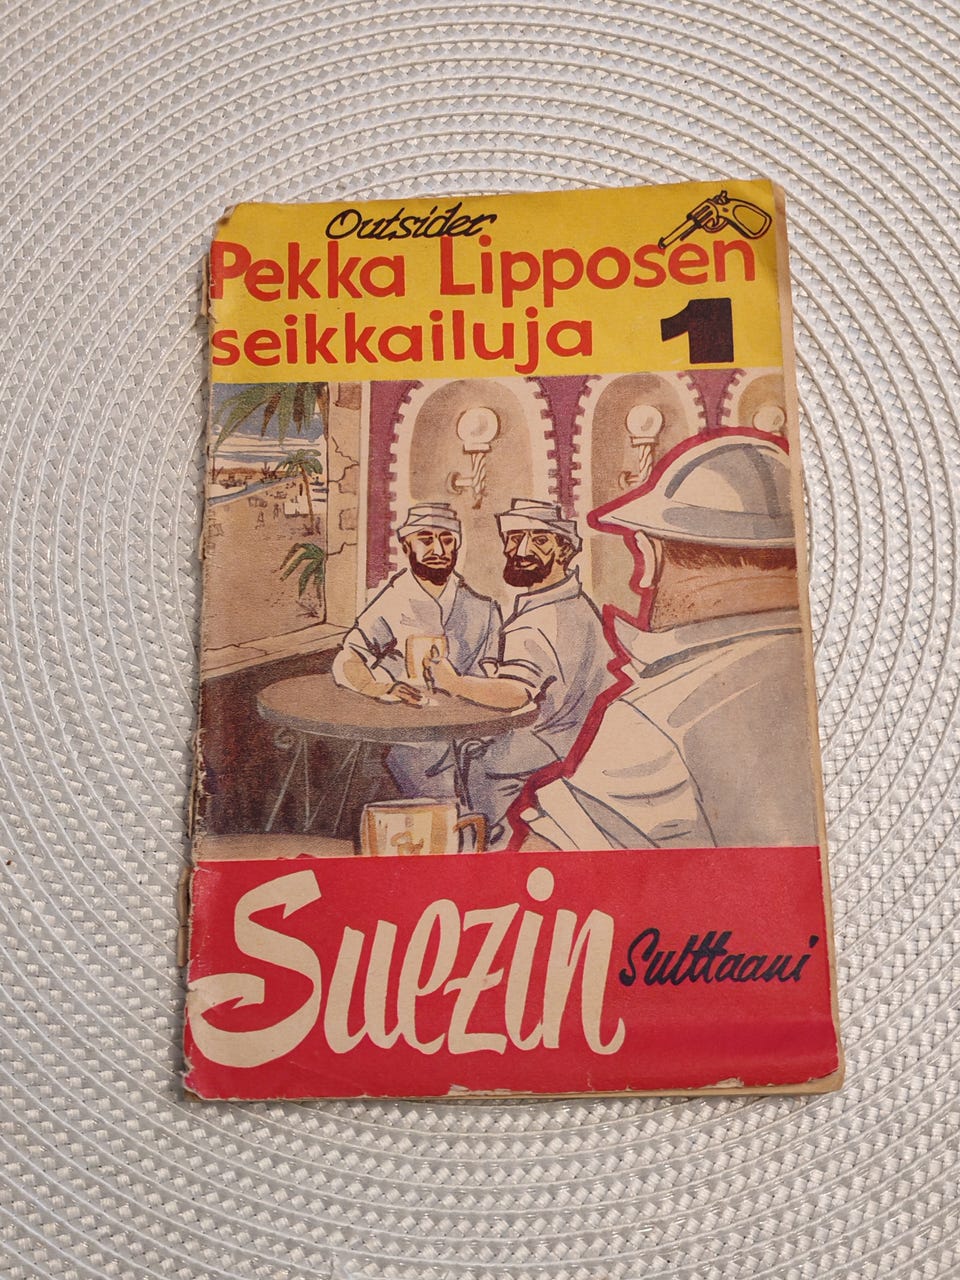 Outsider
Pekka Lipposen
seikkailuja 1
Suezin Sulttaani